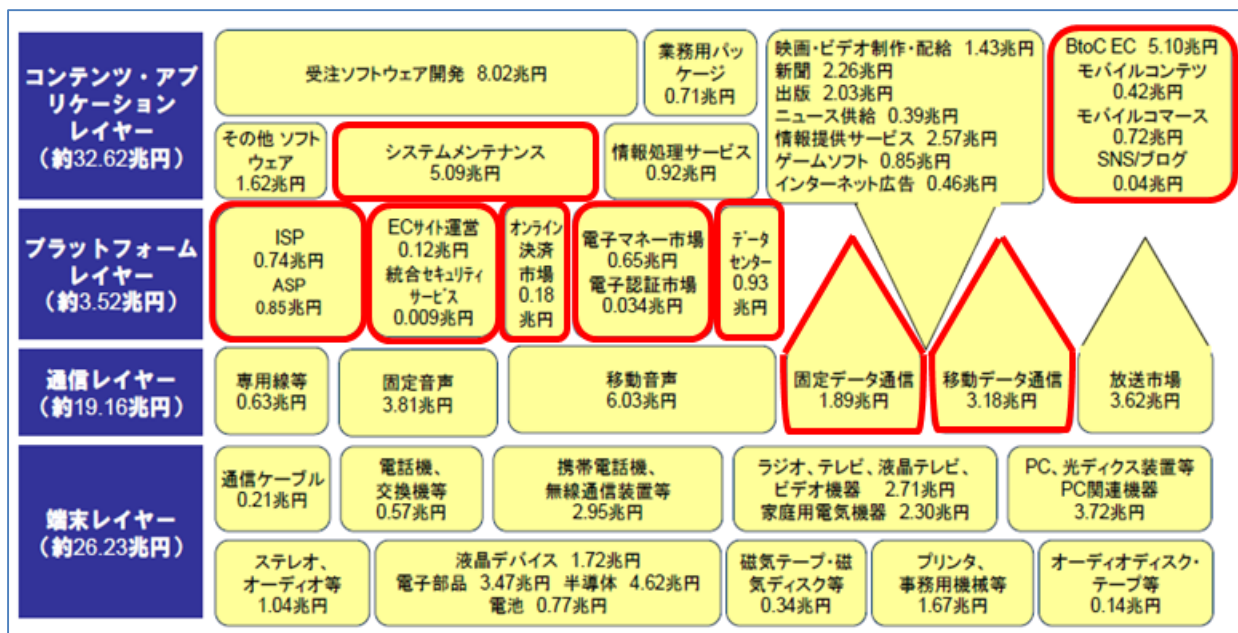 コンテンツ・アプ
リケーション
レイヤー
（約32.62兆円）
受注ソフトウェア開発 8.02兆円
業務用パッ
ケージ
0.71兆円
その他 ソフト
ウェア
1.62兆円
システムメンテナンス
5.09兆円
情報処理サービス
0.92兆円
映画・ビデオ制作・配給 1.43兆円
新聞 2.26兆円
出版 2.03兆円
ニュース供給 0.39兆円
情報提供サービス 2.57兆円
ゲームソフト 0.85兆円
インターネット広告 0.46兆円
BtoC EC 5.10兆円
モバイルコンテツ
0.42兆円
モバイルコマース
0.72兆円
SNS/ブログ
0.04兆円
プラットフォーム
レイヤー
（約3.52兆円）
ISP
0.74兆円
ASP
0.85兆円
ECサイト運営
0.12兆円
統合セキュリティ
サービス
0.009兆円
オンライン
決済
市場
0.18
兆円
電子マネー市場
0.65兆円
電子認証市場
0.034兆円
データ
センター
0.93
兆円
通信レイヤー
（約19.16兆円）
専用線等
0.63兆円
固定音声
3.81兆円
移動音声
6.03兆円
固定データ通信
1.89兆円
移動データ通信
3.18兆円
放送市場
3.62兆円
端末レイヤー
（約26.23兆円）
通信ケーブル
0.21兆円
電話機、
交換機等
0.57兆円
携帯電話機、
無線通信装置等
2.95兆円
ラジオ、テレビ、液晶テレビ、
ビデオ機器 2.71兆円
家庭用電気機器 2.30兆円
PC、光ディクス装置等
PC関連機器
3.72兆円
ステレオ、
オーディオ等
1.04兆円
液晶デバイス 1.72兆円
電子部品 3.47兆円 半導体 4.62兆円
電池 0.77兆円
磁気テープ・磁
気ディスク等
0.34兆円
プリンタ、
事務用機械等
1.67兆円
オーディオディスク・
テープ等
0.14兆円